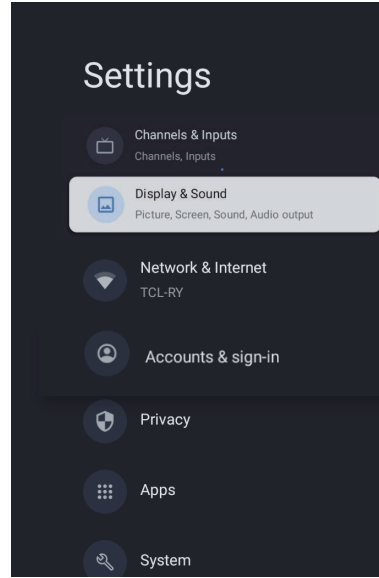 Settings
Channels & Inputs
Channels, Inputs
Display & Sound
Picture, Screen, Sound, Audio output
Network & Internet
TCL-RY
Accounts & sign-in
Privacy
Apps
System